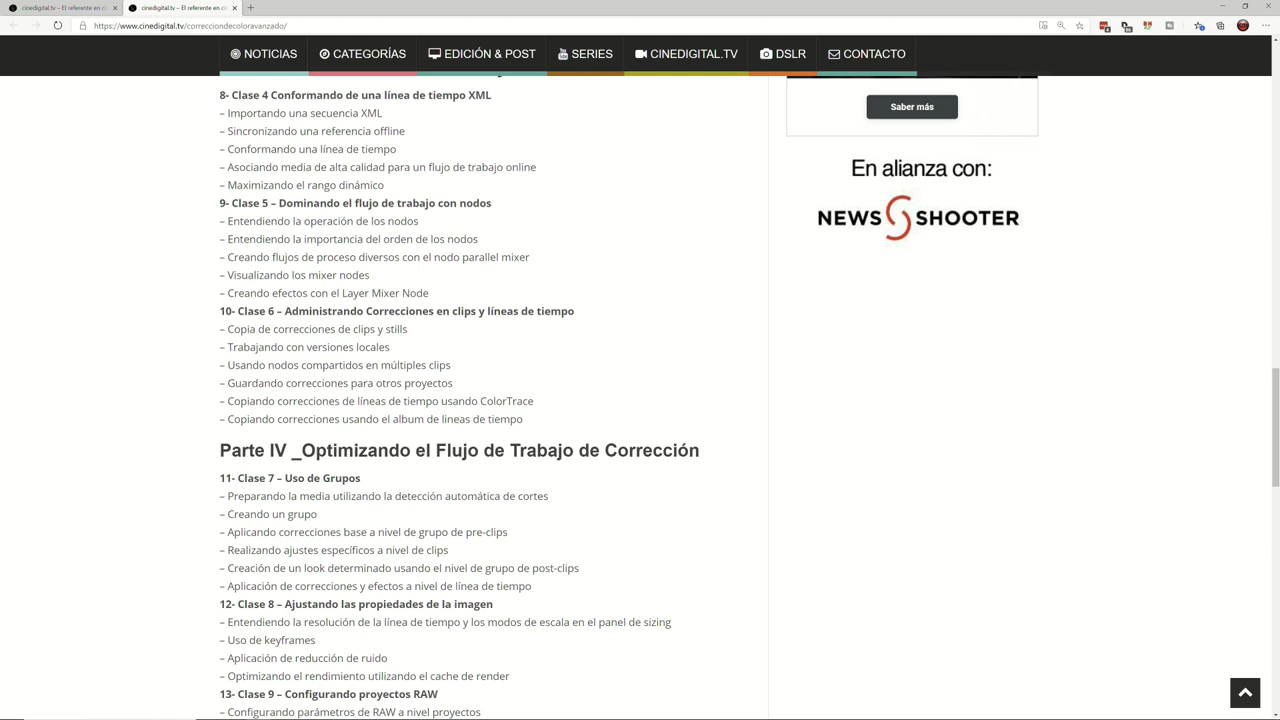 cinedigital.tv – El referente en ci
cinedigital.tv – El referente en ci
https://www.cinedigital.tv/correcciondecoloravanzado/
NOTICIAS
CATEGORÍAS
EDICIÓN & POST
SERIES
CINEDIGITAL.TV
DSLR
CONTACTO
8- Clase 4 Conformando de una línea de tiempo XML
– Importando una secuencia XML
– Sincronizando una referencia offline
– Conformando una línea de tiempo
– Asociando media de alta calidad para un flujo de trabajo online
– Maximizando el rango dinámico
9- Clase 5 – Dominando el flujo de trabajo con nodos
– Entendiendo la operación de los nodos
– Entendiendo la importancia del orden de los nodos
– Creando flujos de proceso diversos con el nodo parallel mixer
– Visualizando los mixer nodes
– Creando efectos con el Layer Mixer Node
10- Clase 6 – Administrando Correcciones en clips y líneas de tiempo
– Copia de correcciones de clips y stills
– Trabajando con versiones locales
– Usando nodos compartidos en múltiples clips
– Guardando correcciones para otros proyectos
– Copiando correcciones de líneas de tiempo usando ColorTrace
– Copiando correcciones usando el album de lineas de tiempo
Parte IV _Optimizando el Flujo de Trabajo de Corrección
11- Clase 7 – Uso de Grupos
– Preparando la media utilizando la detección automática de cortes
– Creando un grupo
– Aplicando correcciones base a nivel de grupo de pre-clips
– Realizando ajustes específicos a nivel de clips
– Creación de un look determinado usando el nivel de grupo de post-clips
– Aplicación de correcciones y efectos a nivel de línea de tiempo
12- Clase 8 – Ajustando las propiedades de la imagen
– Entendiendo la resolución de la línea de tiempo y los modos de escala en el panel de sizing
– Uso de keyframes
– Aplicación de reducción de ruido
– Optimizando el rendimiento utilizando el cache de render
13- Clase 9 – Configurando proyectos RAW
– Configurando parámetros de RAW a nivel proyectos
Saber más
En alianza con:
NEWS SHOOTER